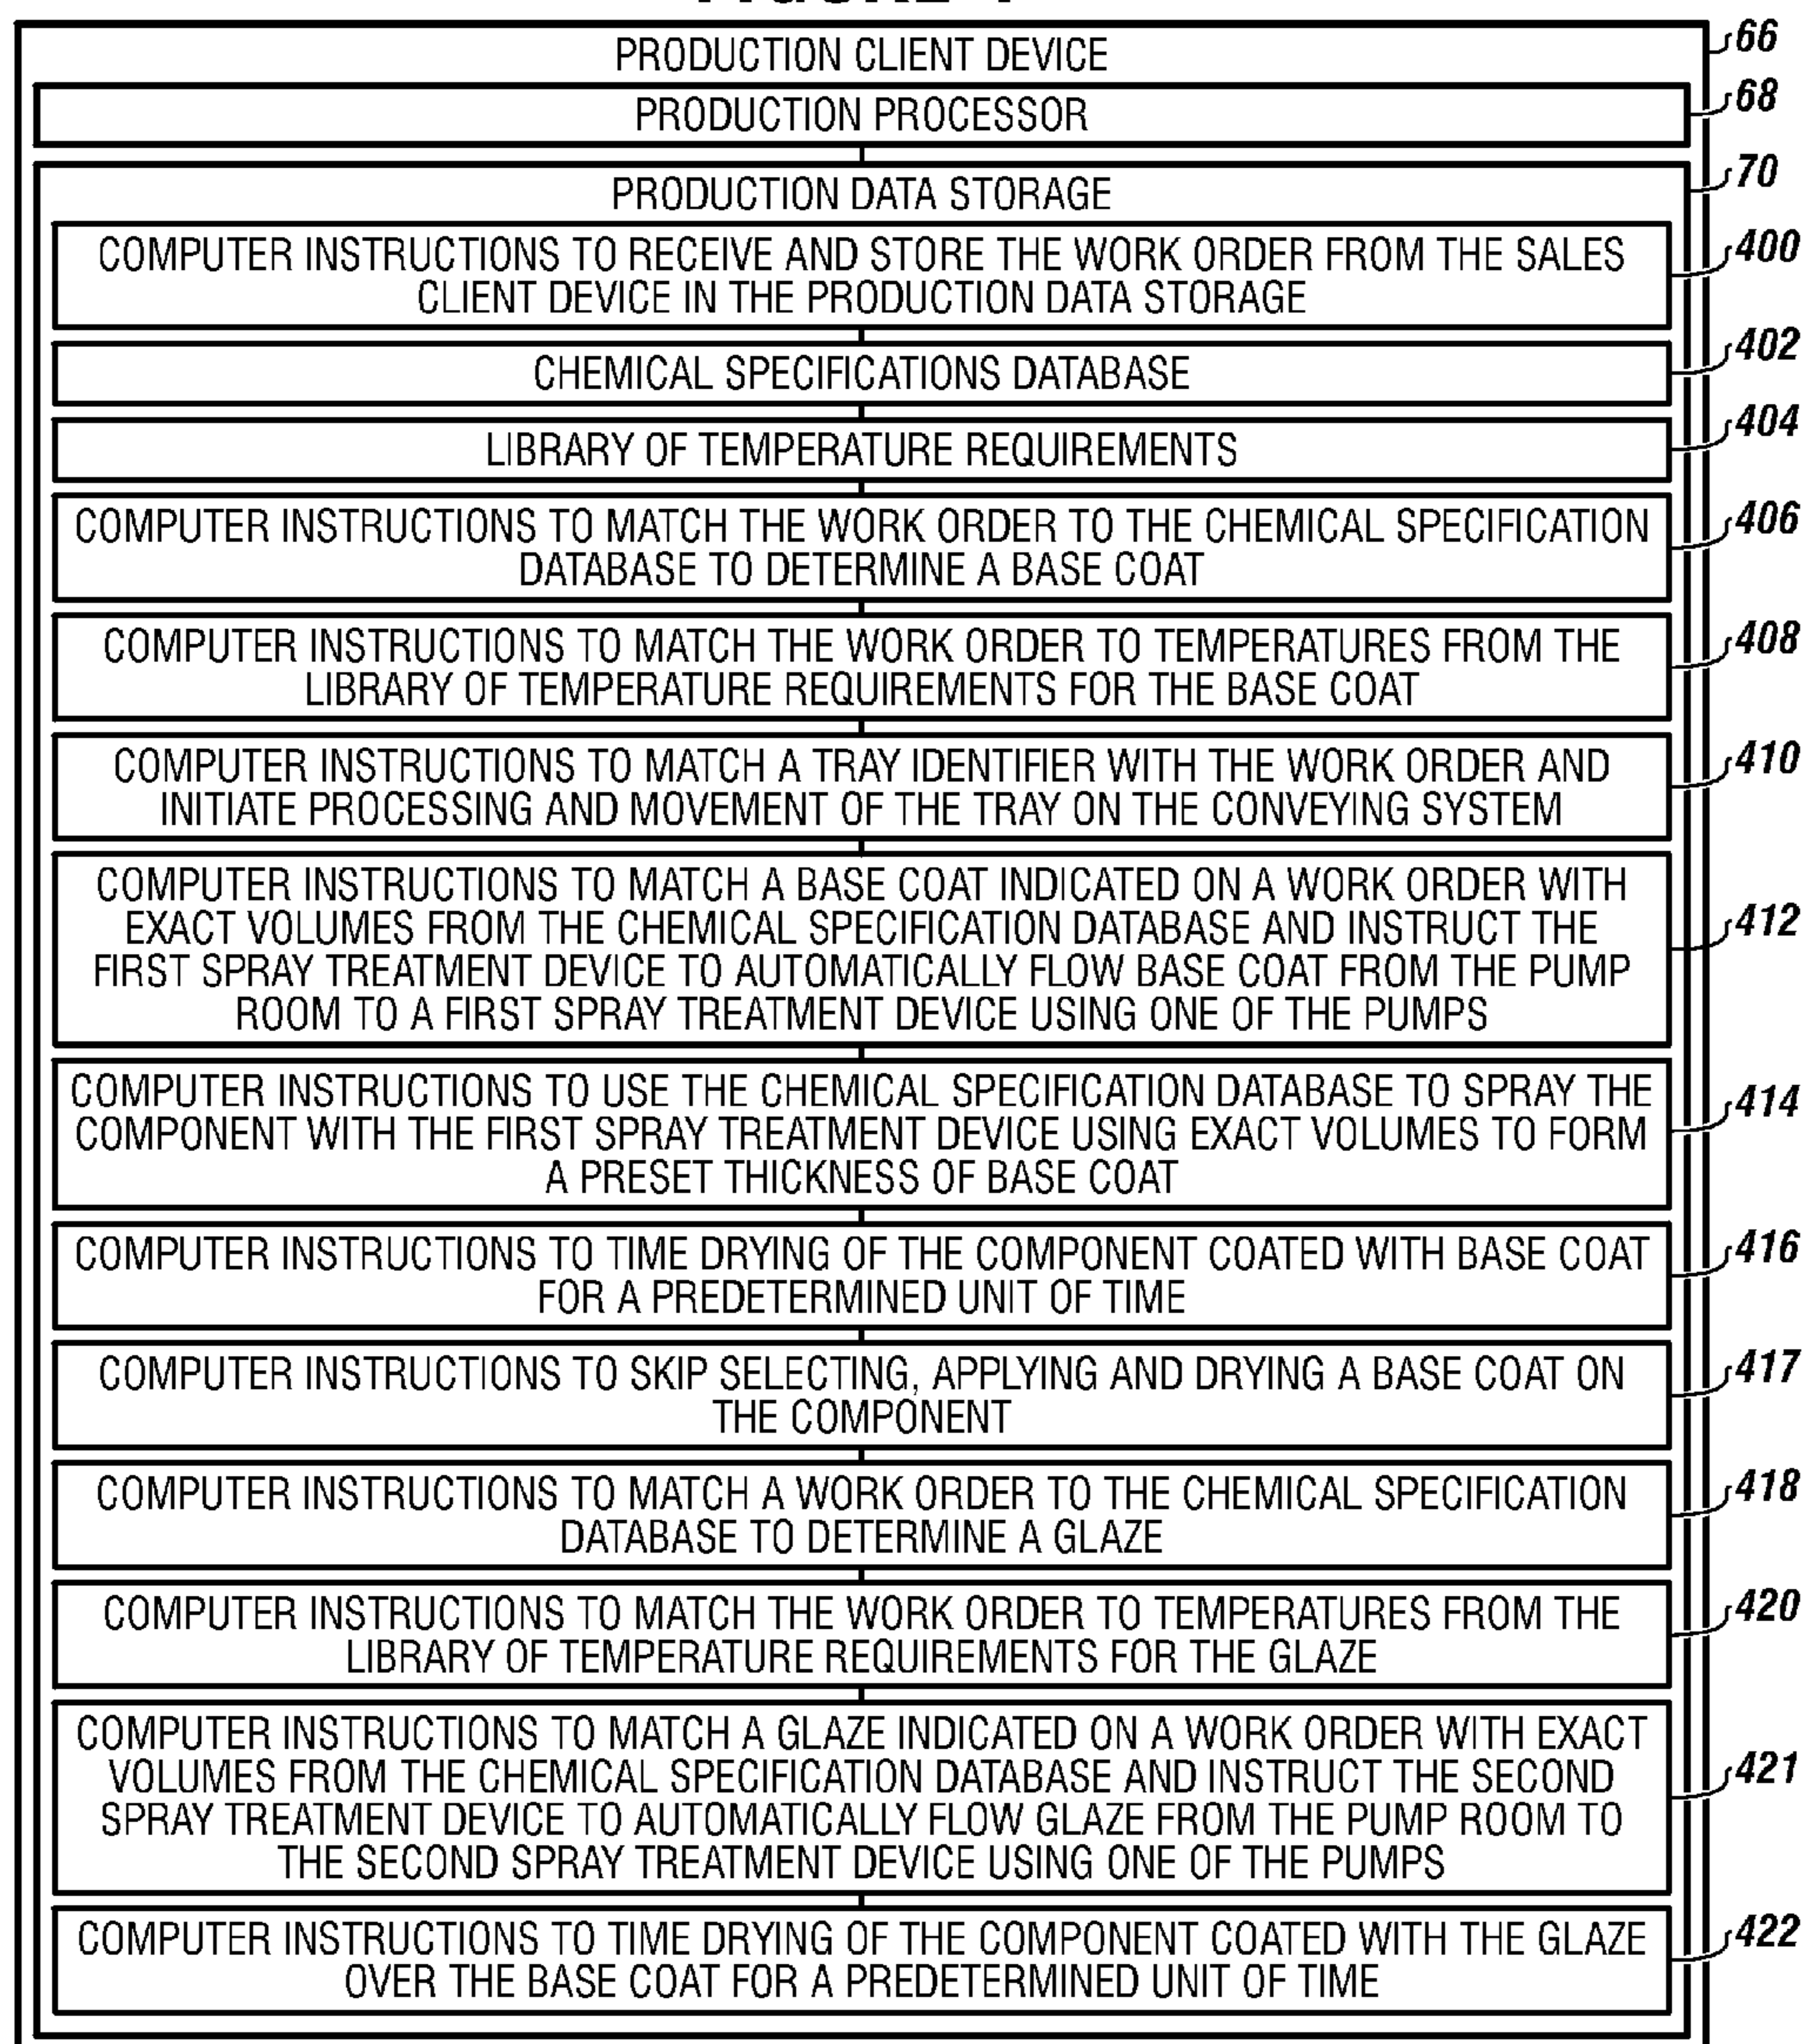 PRODUCTION CLIENT DEVICE
66
PRODUCTION PROCESSOR
68
PRODUCTION DATA STORAGE
70
COMPUTER INSTRUCTIONS TO RECEIVE AND STORE THE WORK ORDER FROM THE SALES
CLIENT DEVICE IN THE PRODUCTION DATA STORAGE
400
CHEMICAL SPECIFICATIONS DATABASE
402
LIBRARY OF TEMPERATURE REQUIREMENTS
404
COMPUTER INSTRUCTIONS TO MATCH THE WORK ORDER TO THE CHEMICAL SPECIFICATION
DATABASE TO DETERMINE A BASE COAT
406
COMPUTER INSTRUCTIONS TO MATCH THE WORK ORDER TO TEMPERATURES FROM THE
LIBRARY OF TEMPERATURE REQUIREMENTS FOR THE BASE COAT
408
COMPUTER INSTRUCTIONS TO MATCH A TRAY IDENTIFIER WITH THE WORK ORDER AND
INITIATE PROCESSING AND MOVEMENT OF THE TRAY ON THE CONVEYING SYSTEM
410
COMPUTER INSTRUCTIONS TO MATCH A BASE COAT INDICATED ON A WORK ORDER WITH
EXACT VOLUMES FROM THE CHEMICAL SPECIFICATION DATABASE AND INSTRUCT THE
FIRST SPRAY TREATMENT DEVICE TO AUTOMATICALLY FLOW BASE COAT FROM THE PUMP
ROOM TO A FIRST SPRAY TREATMENT DEVICE USING ONE OF THE PUMPS
412
COMPUTER INSTRUCTIONS TO USE THE CHEMICAL SPECIFICATION DATABASE TO SPRAY THE
COMPONENT WITH THE FIRST SPRAY TREATMENT DEVICE USING EXACT VOLUMES TO FORM
A PRESET THICKNESS OF BASE COAT
414
COMPUTER INSTRUCTIONS TO TIME DRYING OF THE COMPONENT COATED WITH BASE COAT
FOR A PREDETERMINED UNIT OF TIME
416
COMPUTER INSTRUCTIONS TO SKIP SELECTING, APPLYING AND DRYING A BASE COAT ON
THE COMPONENT
417
COMPUTER INSTRUCTIONS TO MATCH A WORK ORDER TO THE CHEMICAL SPECIFICATION
DATABASE TO DETERMINE A GLAZE
418
COMPUTER INSTRUCTIONS TO MATCH THE WORK ORDER TO TEMPERATURES FROM THE
LIBRARY OF TEMPERATURE REQUIREMENTS FOR THE GLAZE
420
COMPUTER INSTRUCTIONS TO MATCH A GLAZE INDICATED ON A WORK ORDER WITH EXACT
VOLUMES FROM THE CHEMICAL SPECIFICATION DATABASE AND INSTRUCT THE SECOND
SPRAY TREATMENT DEVICE TO AUTOMATICALLY FLOW GLAZE FROM THE PUMP ROOM TO
THE SECOND SPRAY TREATMENT DEVICE USING ONE OF THE PUMPS
421
COMPUTER INSTRUCTIONS TO TIME DRYING OF THE COMPONENT COATED WITH THE GLAZE
OVER THE BASE COAT FOR A PREDETERMINED UNIT OF TIME
422